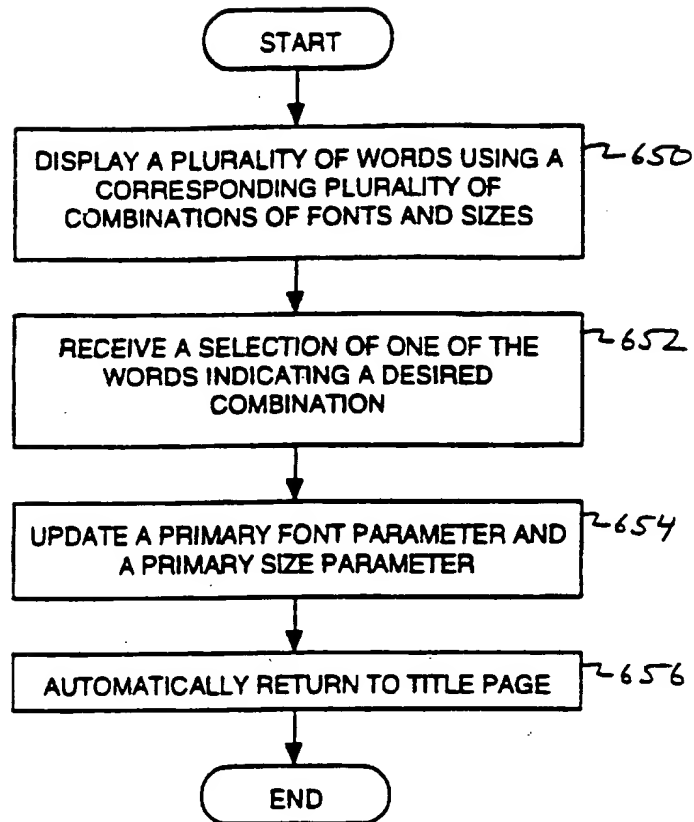 START
DISPLAY A PLURALITY OF WORDS USING A
650
CORRESPONDING PLURALITY OF
COMBINATIONS OF FONTS AND SIZES
RECEIVE A SELECTION OF ONE OF THE
652
WORDS INDICATING A DESIRED
COMBINATION
UPDATE A PRIMARY FONT PARAMETER AND
654
A PRIMARY SIZE PARAMETER
AUTOMATICALLY RETURN TO TITLE PAGE
656
END